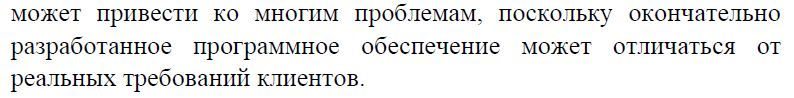 может привести ко многим проблемам, поскольку окончательно
разработанное программное обеспечение может отличаться от
реальных требований клиентов.